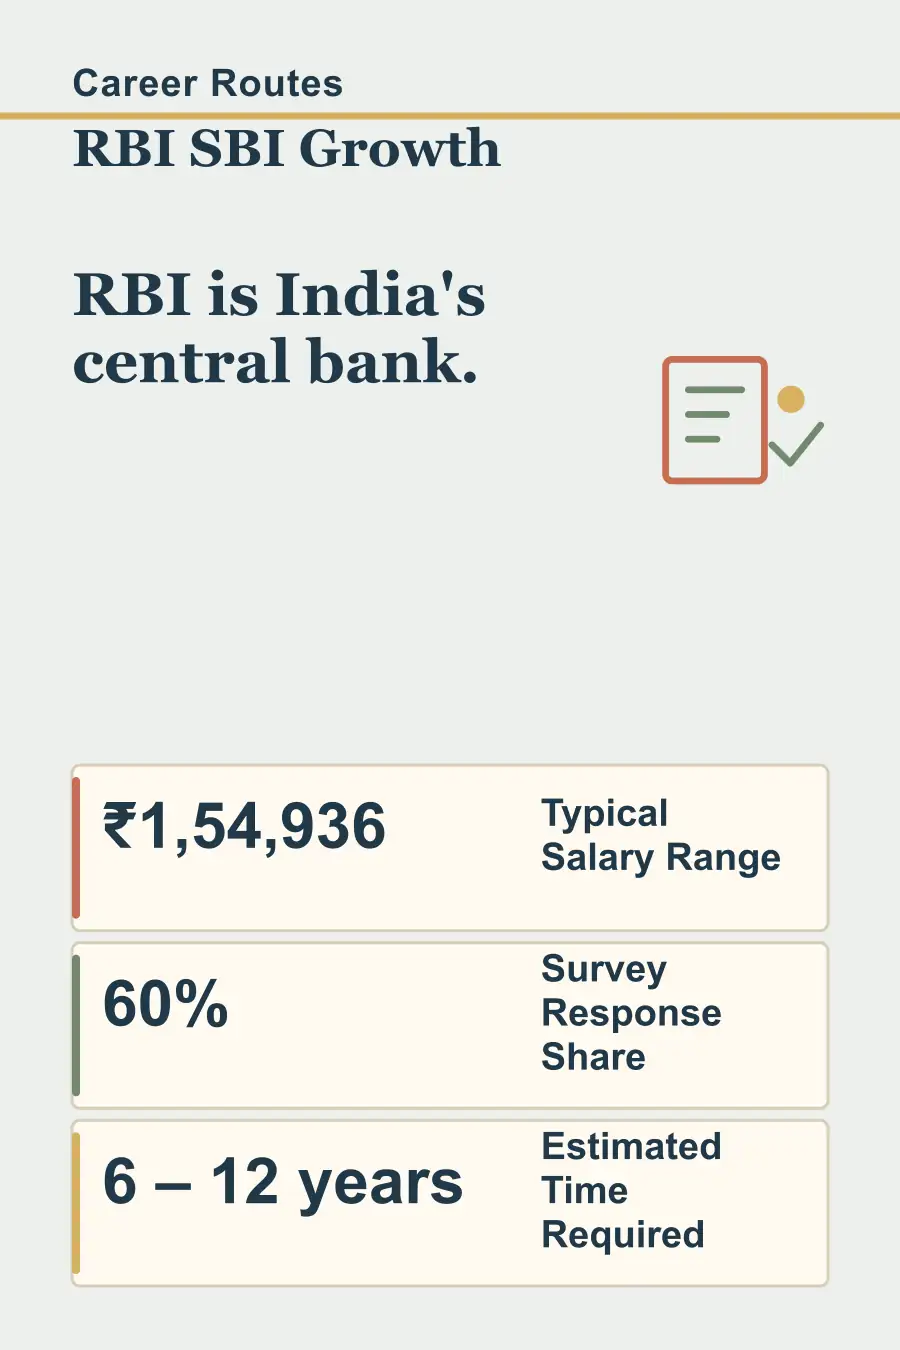 Career Routes
RBI SBI Growth
RBI is India's
central bank.
₹1,54,936
Typical
Salary Range
60%
Survey
Response
Share
6 – 12 years
Estimated
Time
Required